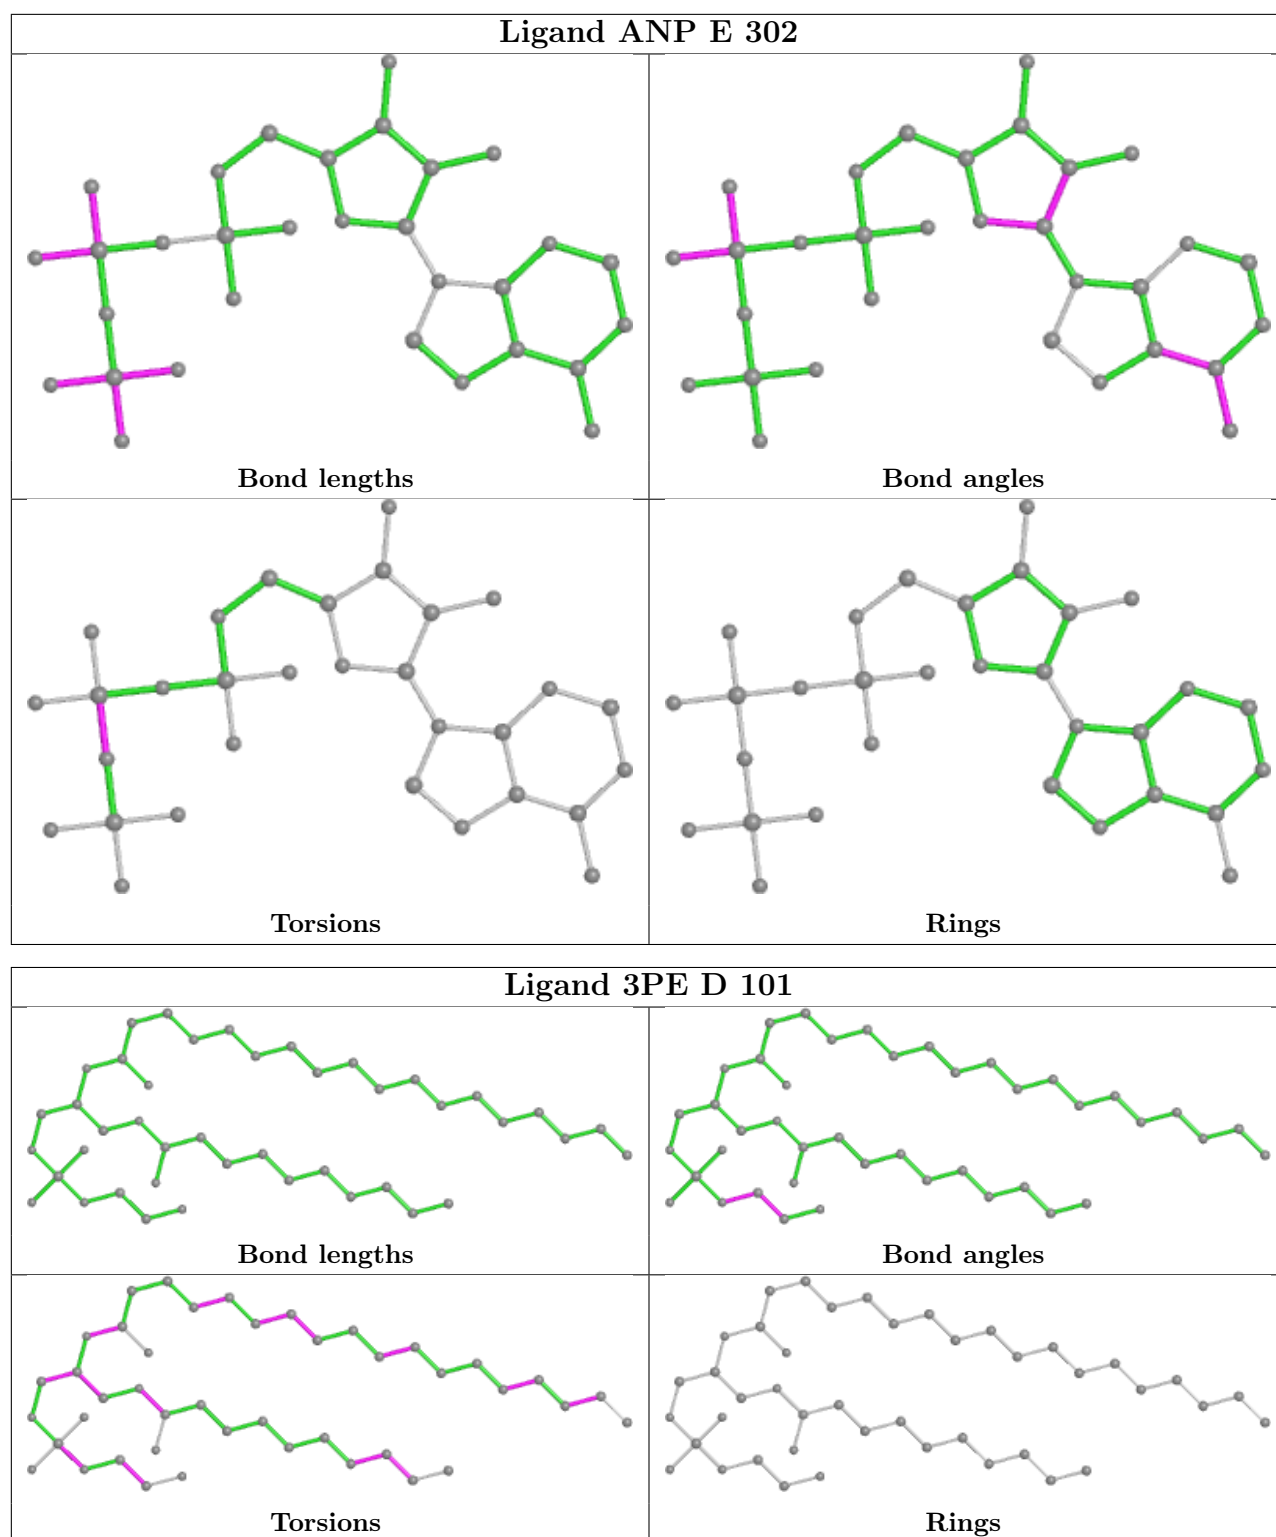 Ligand ANP E 302
Bond lengths
Bond angles
Torsions
Rings
Ligand 3PE D 101
Bond lengths
Bond angles
Torsions
Rings